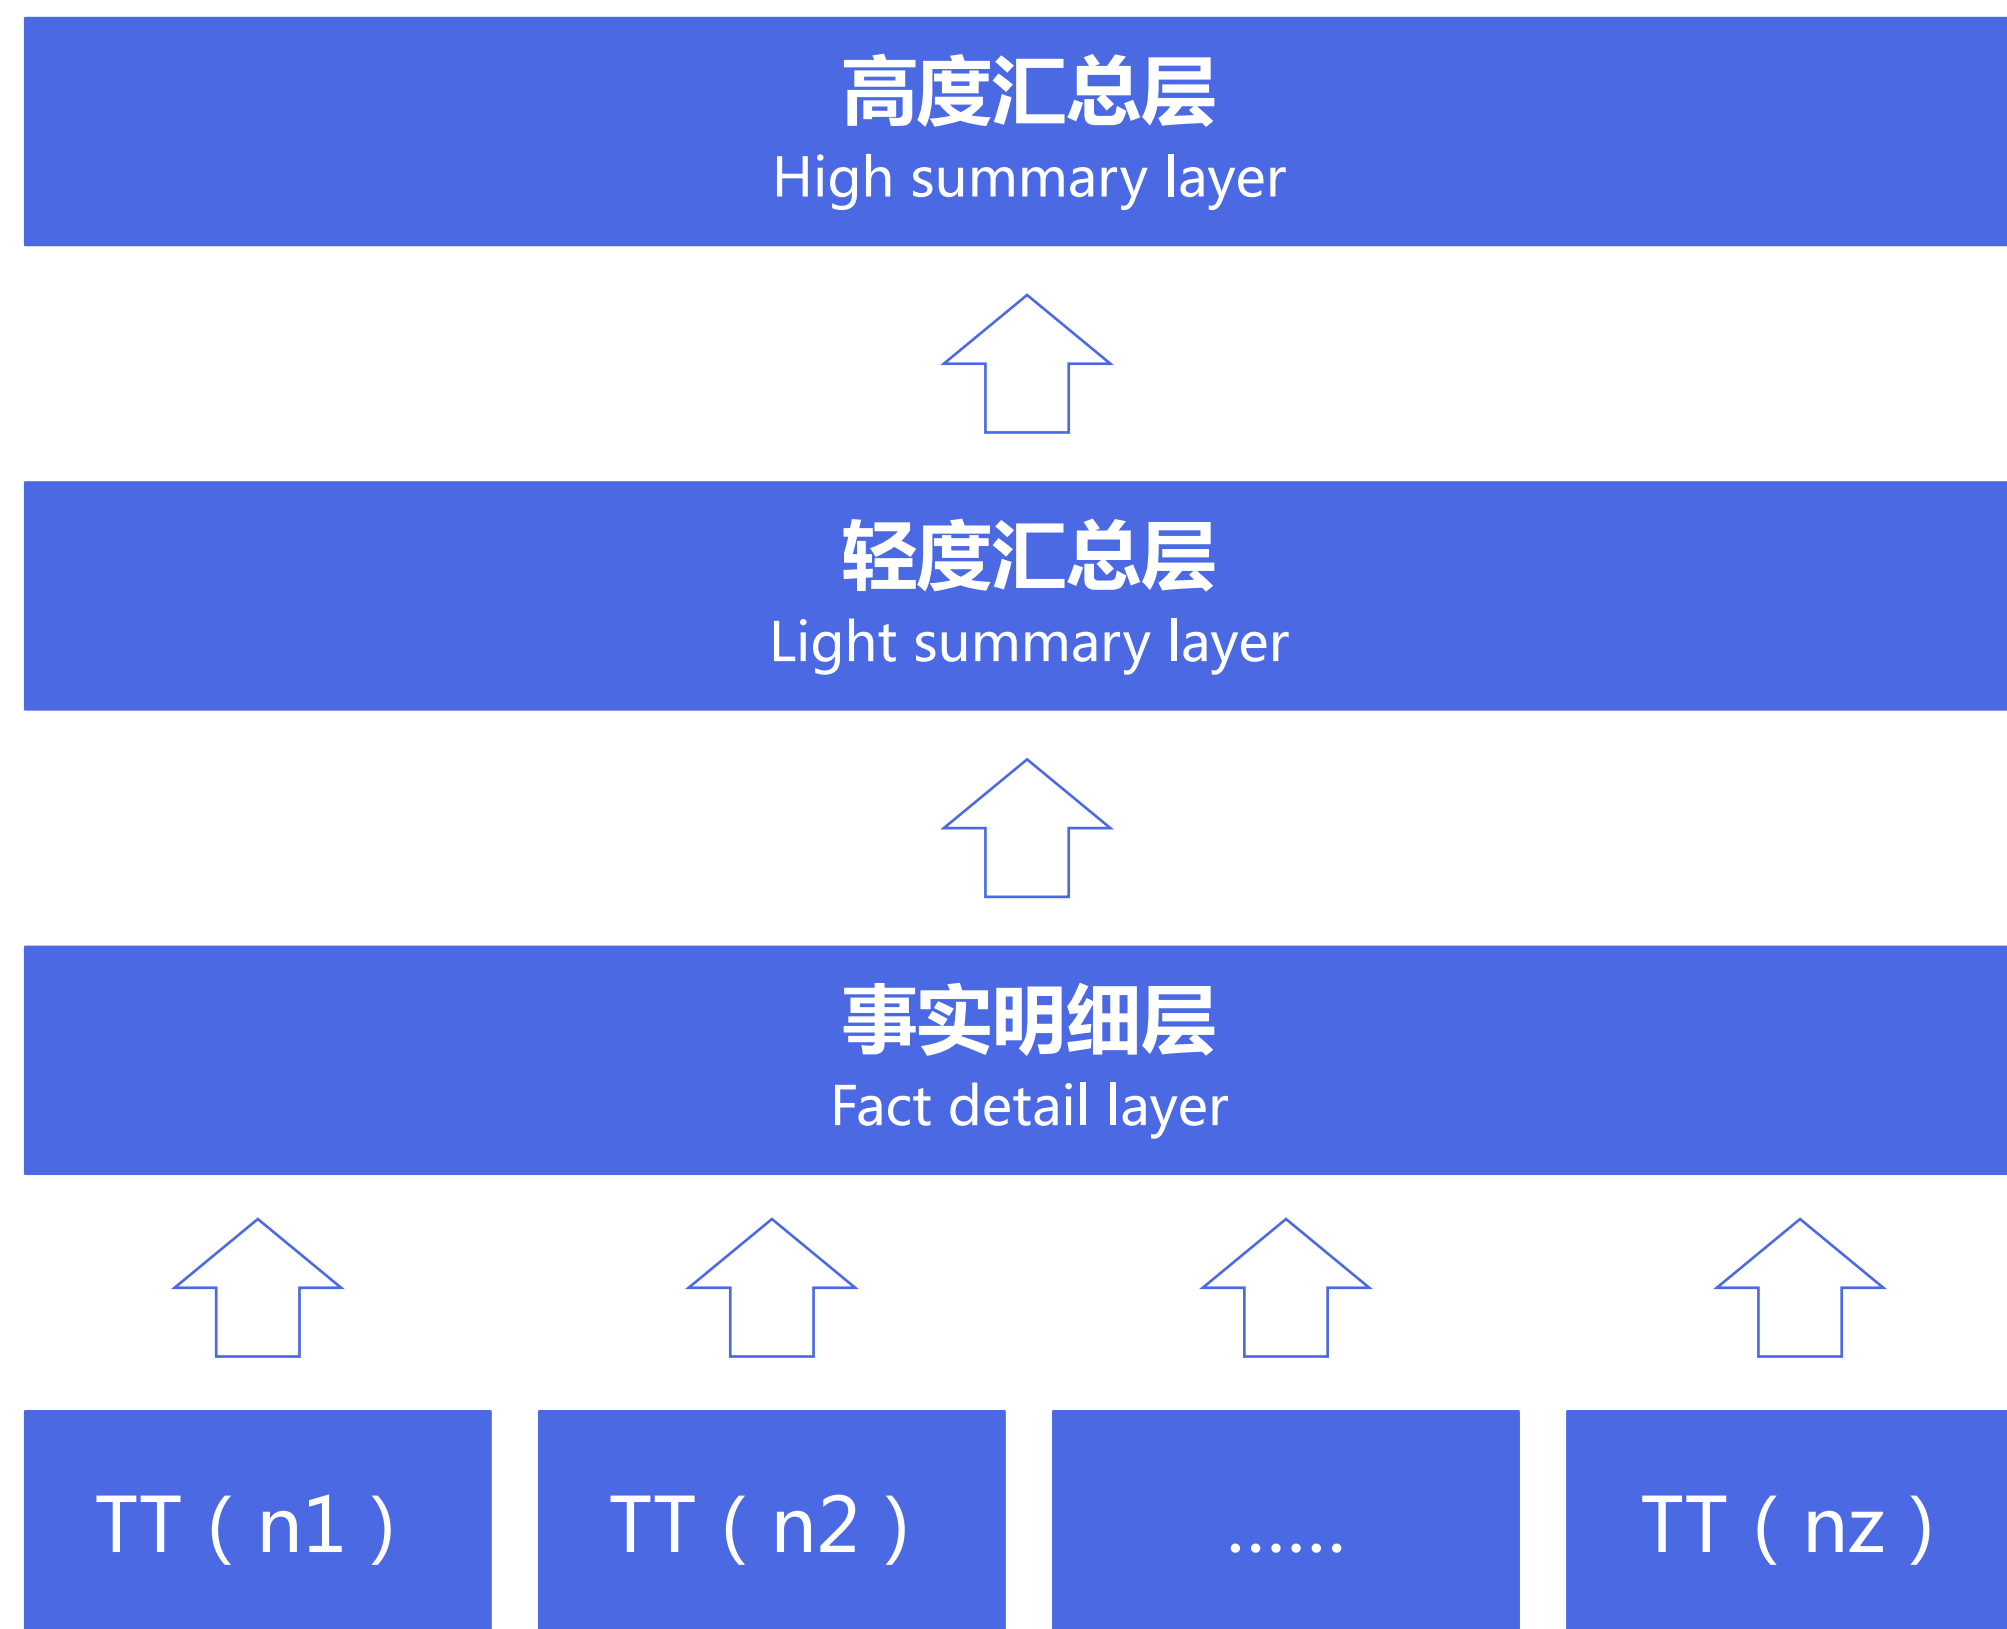 高度汇总层
High summary layer
轻度汇总层
Light summary layer
事实明细层
Fact detail layer
TT ( n1 )
TT ( n2 )
......
TT ( nz )